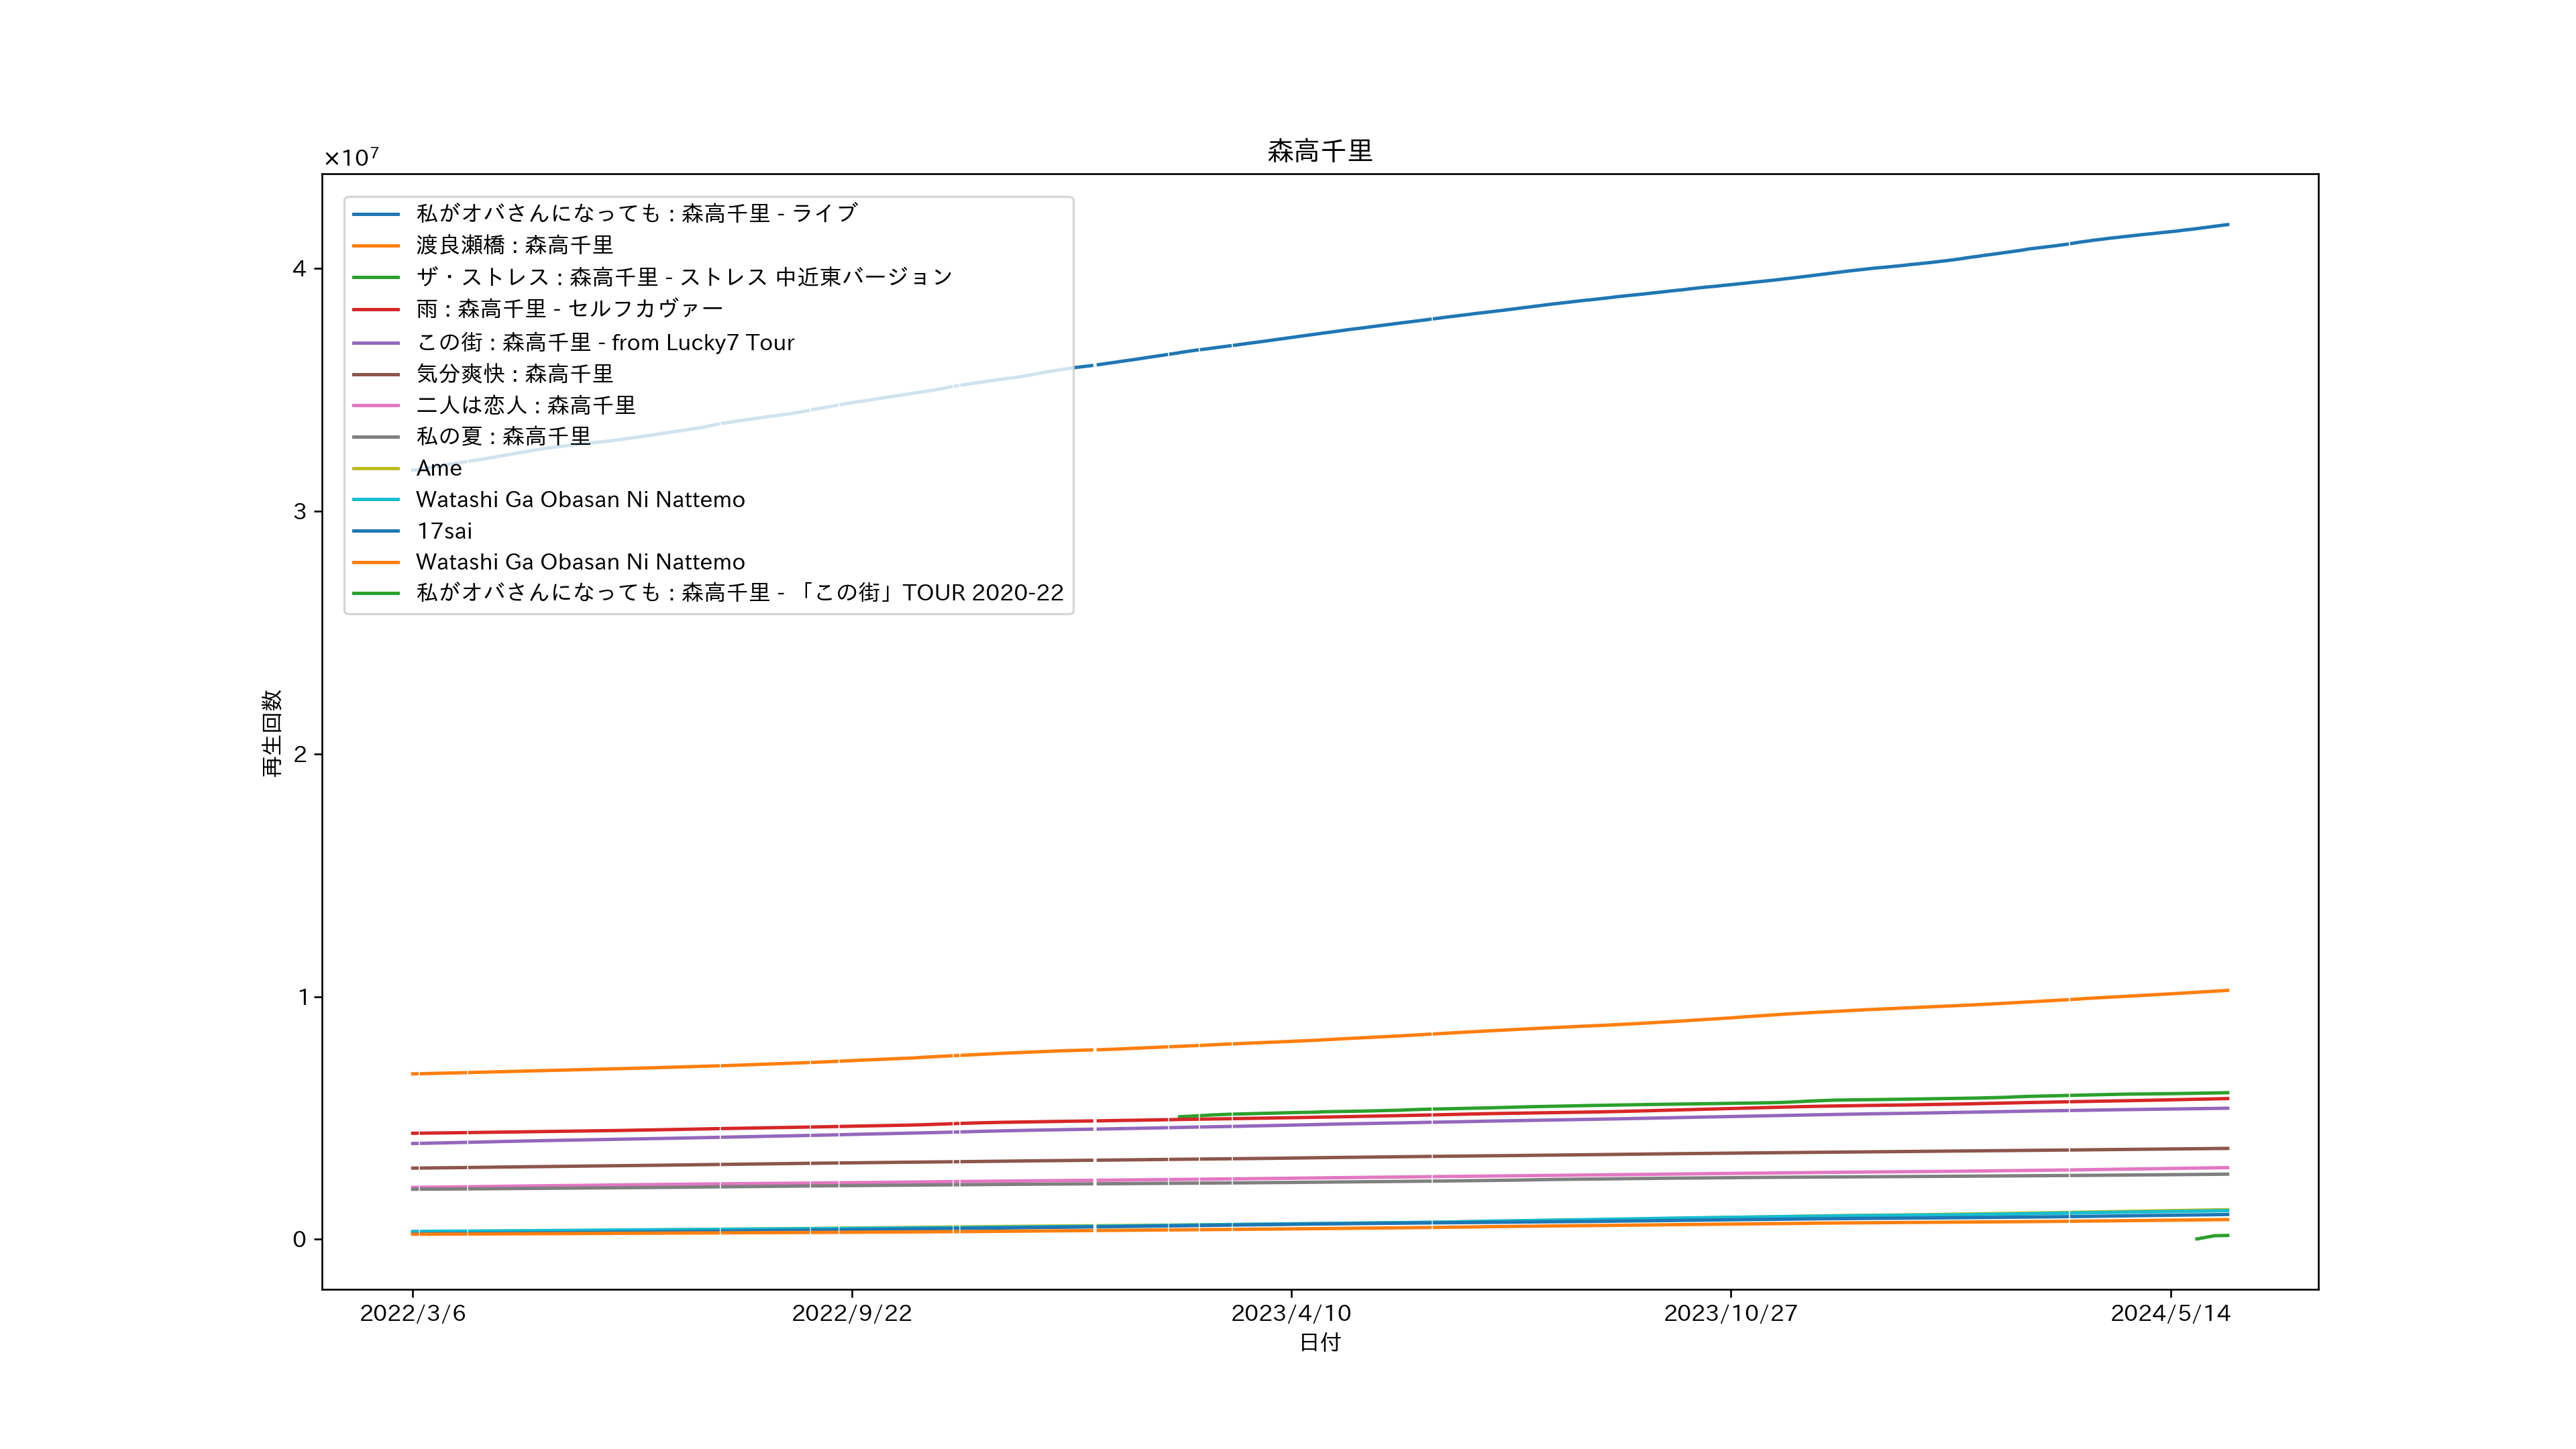 森高千里
×10⁷
私がオバさんになっても : 森高千里 - ライブ
渡良瀬橋 : 森高千里
ザ・ストレス : 森高千里 - ストレス 中近東バージョン
雨 : 森高千里 - セルフカヴァー
この街 : 森高千里 - from Lucky7 Tour
気分爽快 : 森高千里
二人は恋人 : 森高千里
私の夏 : 森高千里
Ame
Watashi Ga Obasan Ni Nattemo
17sai
Watashi Ga Obasan Ni Nattemo
私がオバさんになっても : 森高千里 - 「この街」TOUR 2020-22
4
3
2
1
0
再生回数
2022/3/6 2022/9/22 2023/4/10 2023/10/27 2024/5/14
日付